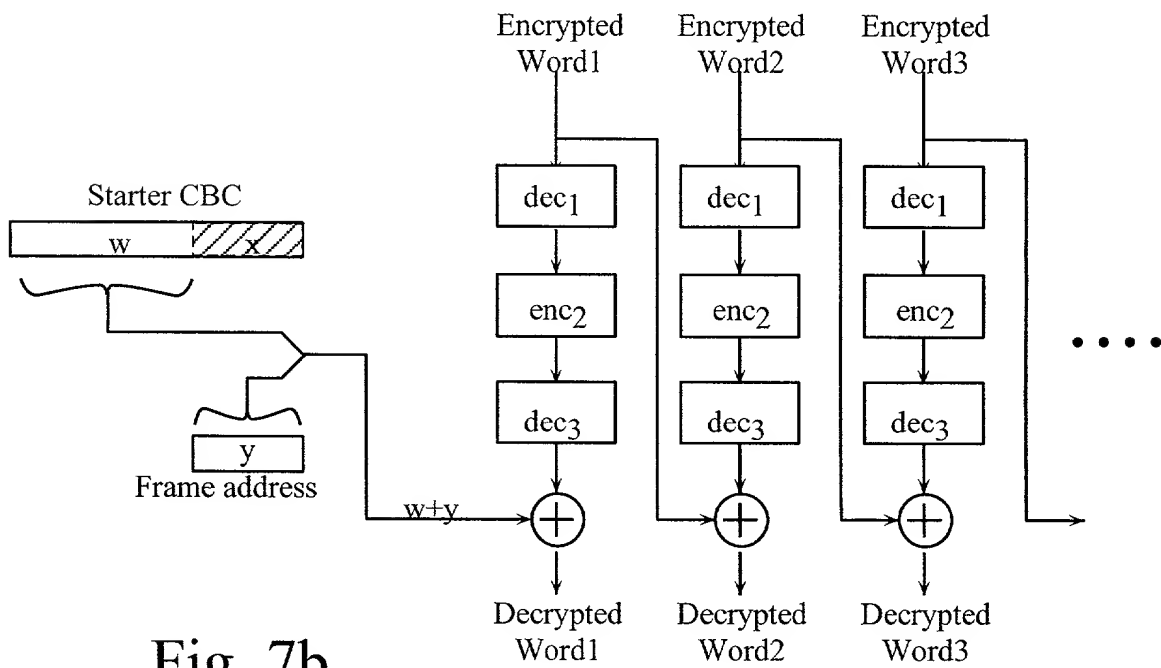 Encrypted
Word1
Encrypted
Word2
Encrypted
Word3
Starter CBC
w
x
y
Frame address
w+y
dec1
enc2
dec3
dec1
enc2
dec3
dec1
enc2
dec3
Decrypted
Word1
Decrypted
Word2
Decrypted
Word3
Fig. 7b